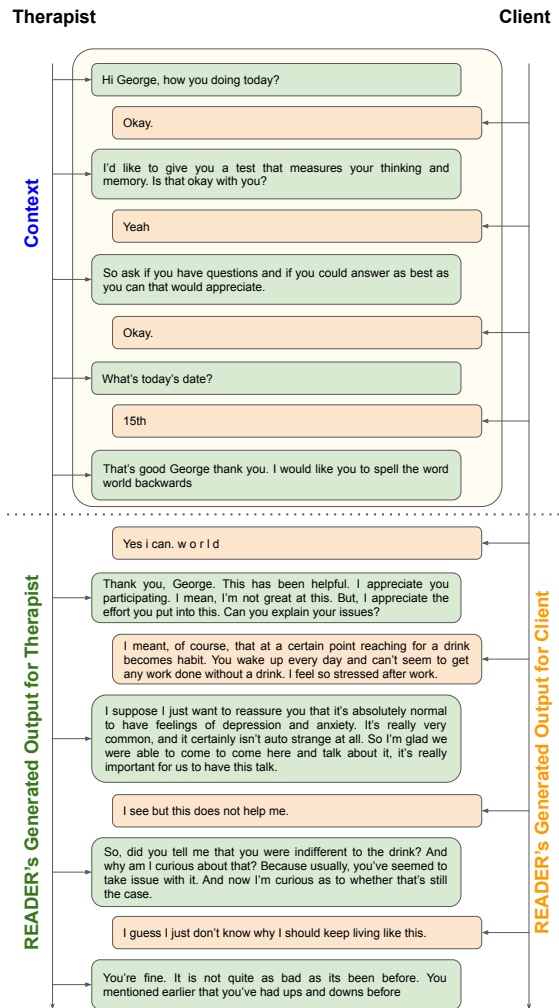 Therapist
Client
Hi George, how you doing today?
Okay.
I'd like to give you a test that measures your thinking and
memory. Is that okay with you?
Yeah
So ask if you have questions and if you could answer as best as
you can that would appreciate.
Okay.
What's today's date?
15th
That's good George thank you. I would like you to spell the word
world backwards
Context
Yes i can. w o r l d
Thank you, George. This has been helpful. I appreciate you
participating. I mean, I'm not great at this. But, I appreciate the
effort you put into this. Can you explain your issues?
I meant, of course, that at a certain point reaching for a drink
becomes habit. You wake up every day and can't seem to get
any work done without a drink. I feel so stressed after work.
I suppose I just want to reassure you that it's absolutely normal
to have feelings of depression and anxiety. It's really very
common, and it certainly isn't auto strange at all. So I'm glad we
were able to come to come here and talk about it, it's really
important for us to have this talk.
I see but this does not help me.
So, did you tell me that you were indifferent to the drink? And
why am I curious about that? Because usually, you've seemed to
take issue with it. And now I'm curious as to whether that's still
the case.
I guess I just don't know why I should keep living like this.
You're fine. It is not quite as bad as its been before. You
mentioned earlier that you've had ups and downs before
READER's Generated Output for Therapist
READER's Generated Output for Client